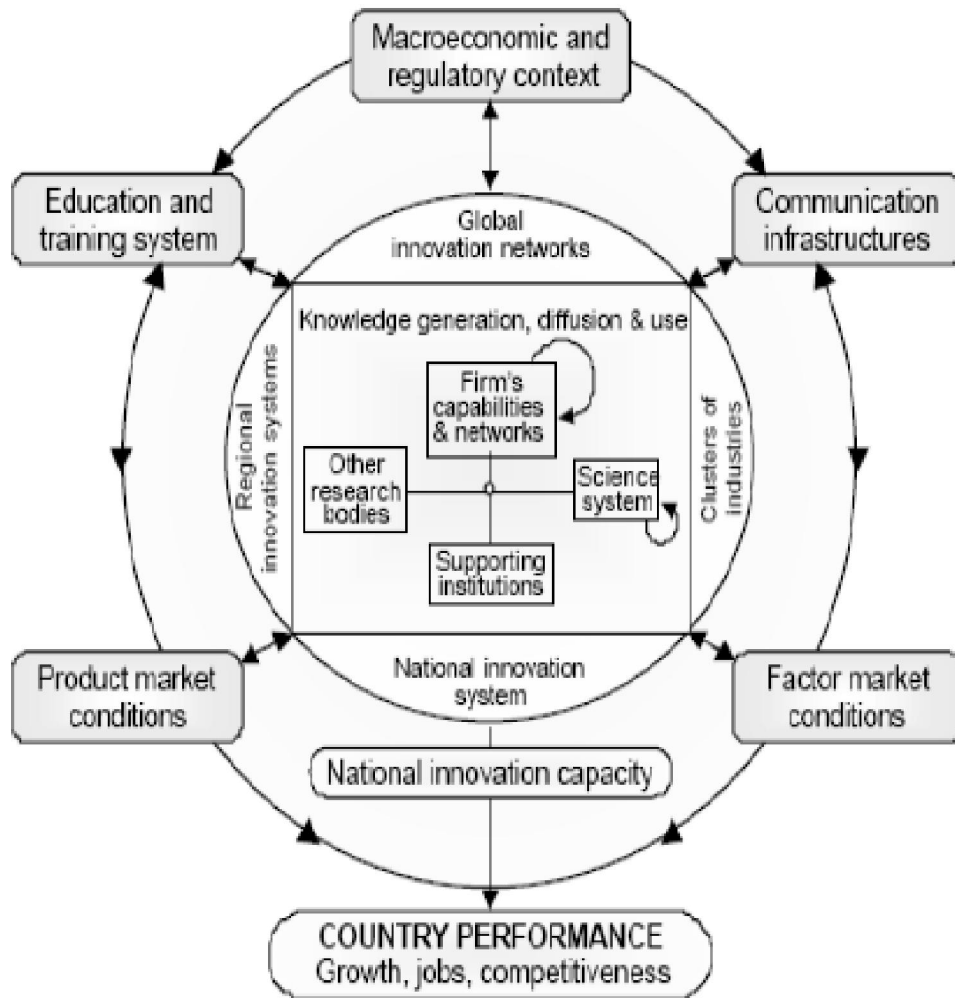 Macroeconomic and
regulatory context
Education and
training system
Communication
infrastructures
Global
innovation networks
Knowledge generation, diffusion & use
Regional
innovation systems
Clusters of
industries
Firm's
capabilities
& networks
Other
research
bodies
Science
system
Supporting
institutions
Product market
conditions
National innovation
system
Factor market
conditions
National innovation capacity
COUNTRY PERFORMANCE
Growth, jobs, competitiveness